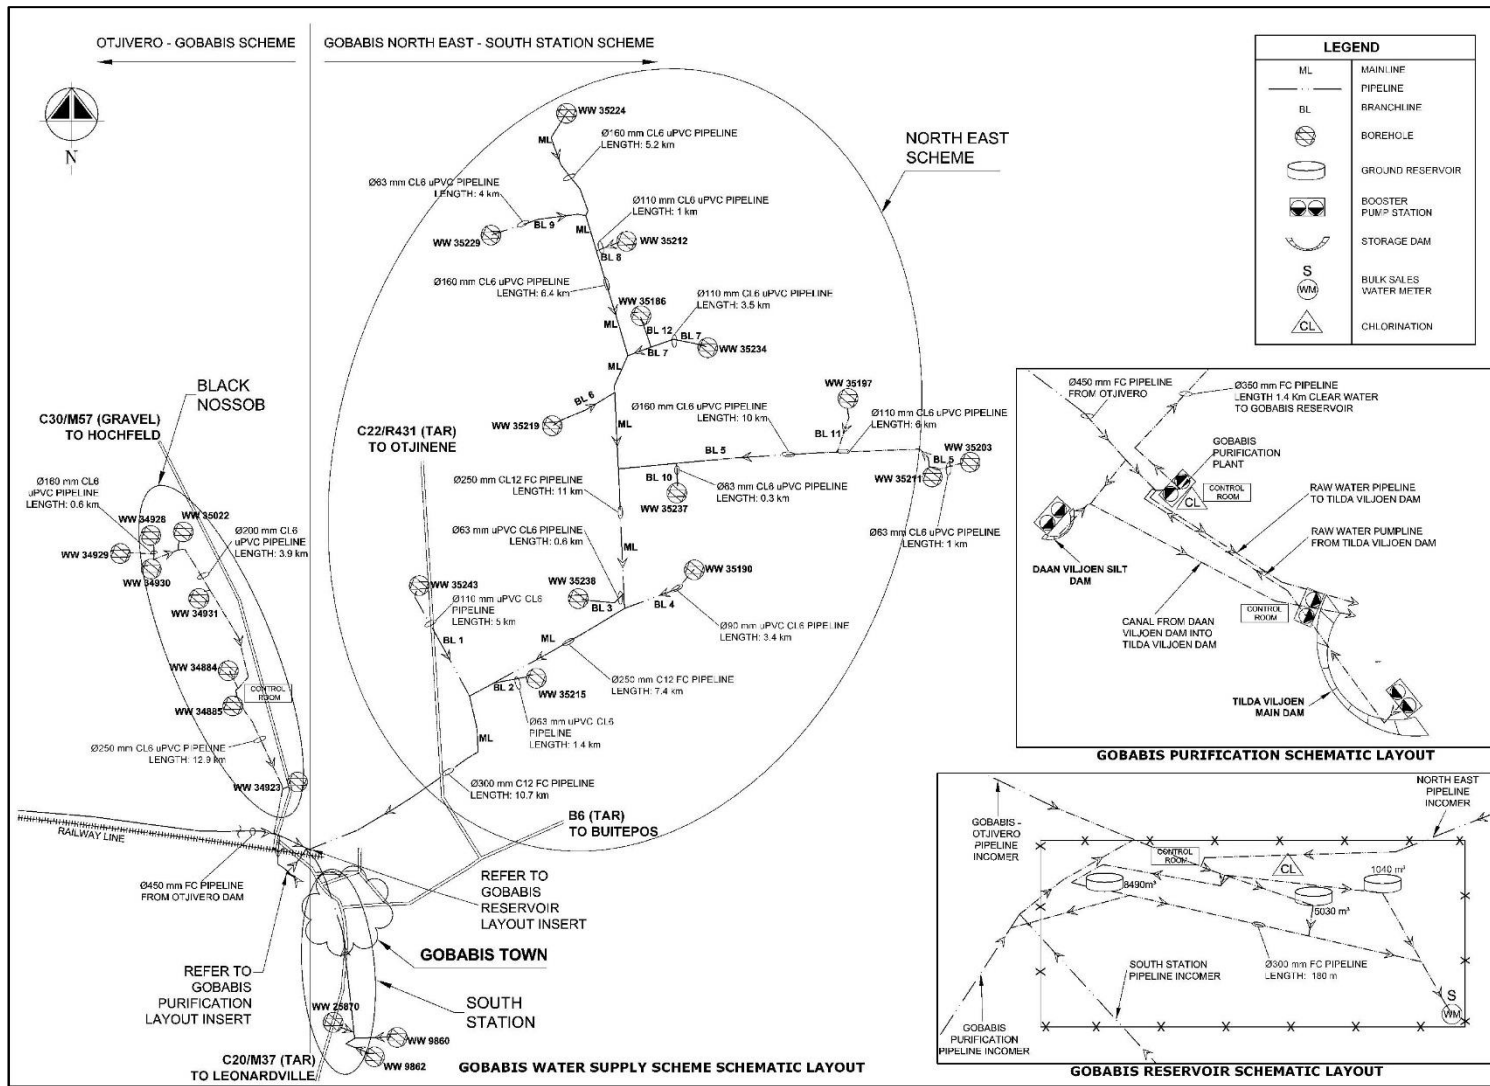 OTJIVERO - GOBABIS SCHEME
GOBABIS NORTH EAST - SOUTH STATION SCHEME
N
NORTH EAST
SCHEME
WW 35224
ML
Ø160 mm CL6 uPVC PIPELINE
LENGTH: 5.2 km
Ø63 mm CL6 uPVC PIPELINE
LENGTH: 4 km
Ø110 mm CL6 uPVC PIPELINE
LENGTH: 1 km
BL 9
ML
WW 35229
WW 35212
BL 8
Ø160 mm CL6 uPVC PIPELINE
LENGTH: 6.4 km
WW 35186
Ø110 mm CL6 uPVC PIPELINE
LENGTH: 3.5 km
ML
BL 12
BL 7
BL 7
WW 35234
ML
BL 6
WW 35219
ML
WW 35197
Ø160 mm CL6 uPVC PIPELINE
LENGTH: 10 km
Ø110 mm CL6 uPVC PIPELINE
LENGTH: 6 km
BL 11
BL 5
BL 5
WW 35203
WW 35211
BL 10
Ø63 mm CL6 uPVC PIPELINE
LENGTH: 0.3 km
WW 35237
Ø63 mm CL6 uPVC PIPELINE
LENGTH: 1 km
Ø250 mm CL12 FC PIPELINE
LENGTH: 11 km
Ø63 mm uPVC CL6 PIPELINE
LENGTH: 0.6 km
ML
WW 35190
WW 35238
BL 3
BL 4
Ø90 mm uPVC CL6 PIPELINE
LENGTH: 3.4 km
WW 35243
Ø110 mm uPVC CL6
PIPELINE
LENGTH: 5 km
BL 1
ML
Ø250 mm C12 FC PIPELINE
LENGTH: 7.4 km
BL 2
WW 35215
Ø63 mm uPVC CL6
PIPELINE
LENGTH: 1.4 km
ML
Ø300 mm C12 FC PIPELINE
LENGTH: 10.7 km
BLACK
NOSSOB
C30/M57 (GRAVEL)
TO HOCHFELD
C22/R431 (TAR)
TO OTJINENE
Ø160 mm CL6
uPVC PIPELINE
LENGTH: 0.6 km
WW 34928
WW 35022
Ø200 mm CL6
uPVC PIPELINE
LENGTH: 3.9 km
WW 34929
WW 34930
WW 34931
WW 34884
CONTROL
ROOM
WW 34885
Ø250 mm CL6 uPVC PIPELINE
LENGTH: 12.9 km
WW 34923
RAILWAY LINE
Ø450 mm FC PIPELINE
FROM OTJIVERO DAM
B6 (TAR)
TO BUITEPOS
REFER TO
GOBABIS
RESERVOIR
LAYOUT INSERT
GOBABIS TOWN
REFER TO
GOBABIS
PURIFICATION
LAYOUT INSERT
SOUTH
STATION
WW 25870
WW 9860
WW 9862
C20/M37 (TAR)
TO LEONARDVILLE
GOBABIS WATER SUPPLY SCHEME SCHEMATIC LAYOUT
LEGEND
ML MAINLINE
PIPELINE
BL BRANCHLINE
BOREHOLE
GROUND RESERVOIR
BOOSTER
PUMP STATION
STORAGE DAM
S
WM
BULK SALES
WATER METER
CL CHLORINATION
Ø450 mm FC PIPELINE
FROM OTJIVERO
Ø350 mm FC PIPELINE
LENGTH 1.4 Km CLEAR WATER
TO GOBABIS RESERVOIR
GOBABIS
PURIFICATION
PLANT
CONTROL
ROOM
CL
RAW WATER PIPELINE
TO TILDA VILJOEN DAM
RAW WATER PUMPLINE
FROM TILDA VILJOEN DAM
DAAN VILJOEN SILT
DAM
CONTROL
ROOM
CANAL FROM DAAN
VILJOEN DAM INTO
TILDA VILJOEN DAM
TILDA VILJOEN
MAIN DAM
GOBABIS PURIFICATION SCHEMATIC LAYOUT
NORTH EAST
PIPELINE
INCOMER
GOBABIS -
OTJIVERO
PIPELINE
INCOMER
CONTROL
ROOM
CL
8490m³
1040 m³
5030 m³
Ø300 mm FC PIPELINE
LENGTH: 180 m
SOUTH STATION
PIPELINE INCOMER
GOBABIS
PURIFICATION
PIPELINE INCOMER
S
WM
GOBABIS RESERVOIR SCHEMATIC LAYOUT